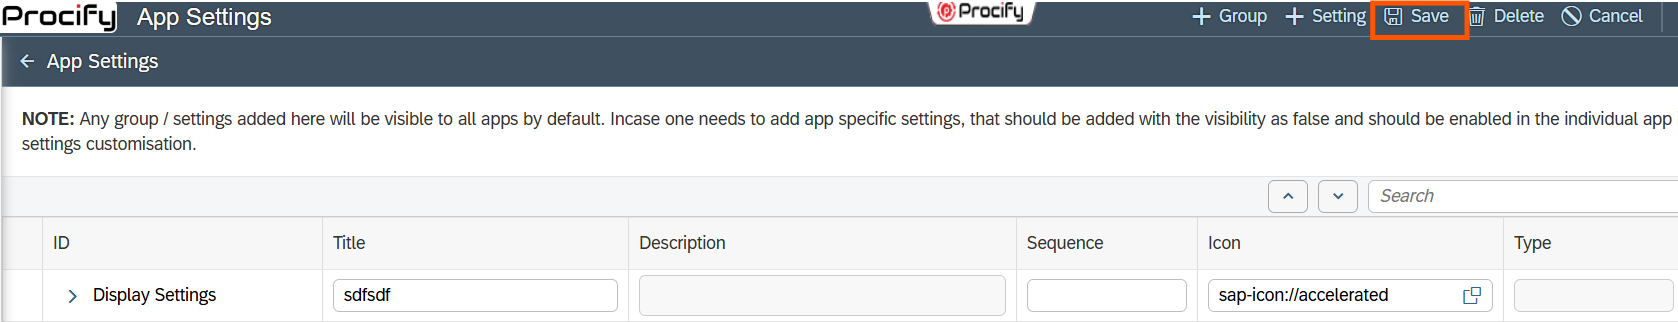 Procify App Settings Procify + Group + Setting Save Delete Cancel
App Settings
NOTE: Any group / settings added here will be visible to all apps by default. Incase one needs to add app specific settings, that should be added with the visibility as false and should be enabled in the individual app
settings customisation.
Search
ID Title Description Sequence Icon Type
Display Settings sdfsdf sap-icon://accelerated